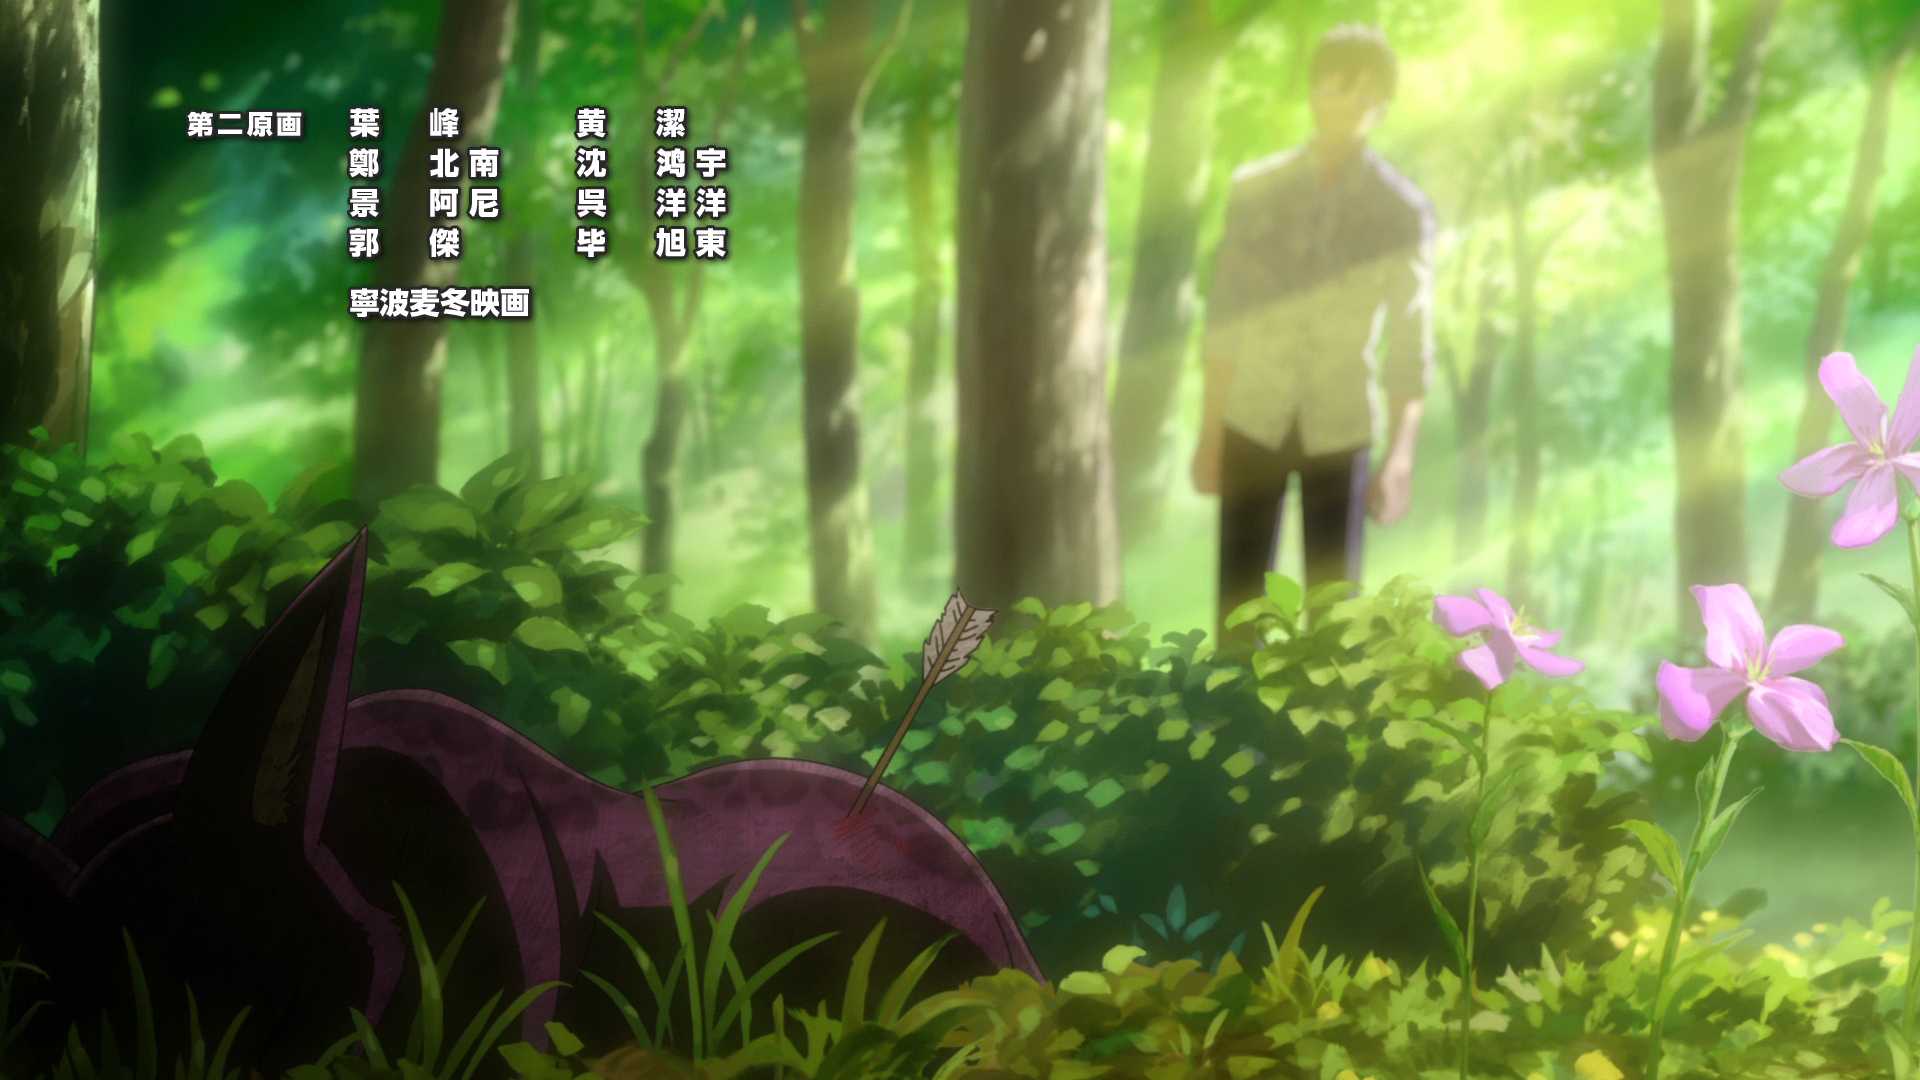 第二原画 葉 峰 黄 潔
鄭 北南 沈 鸿宇
景 阿尼 呉 洋洋
郭 傑 毕 旭東
寧波麦冬映画